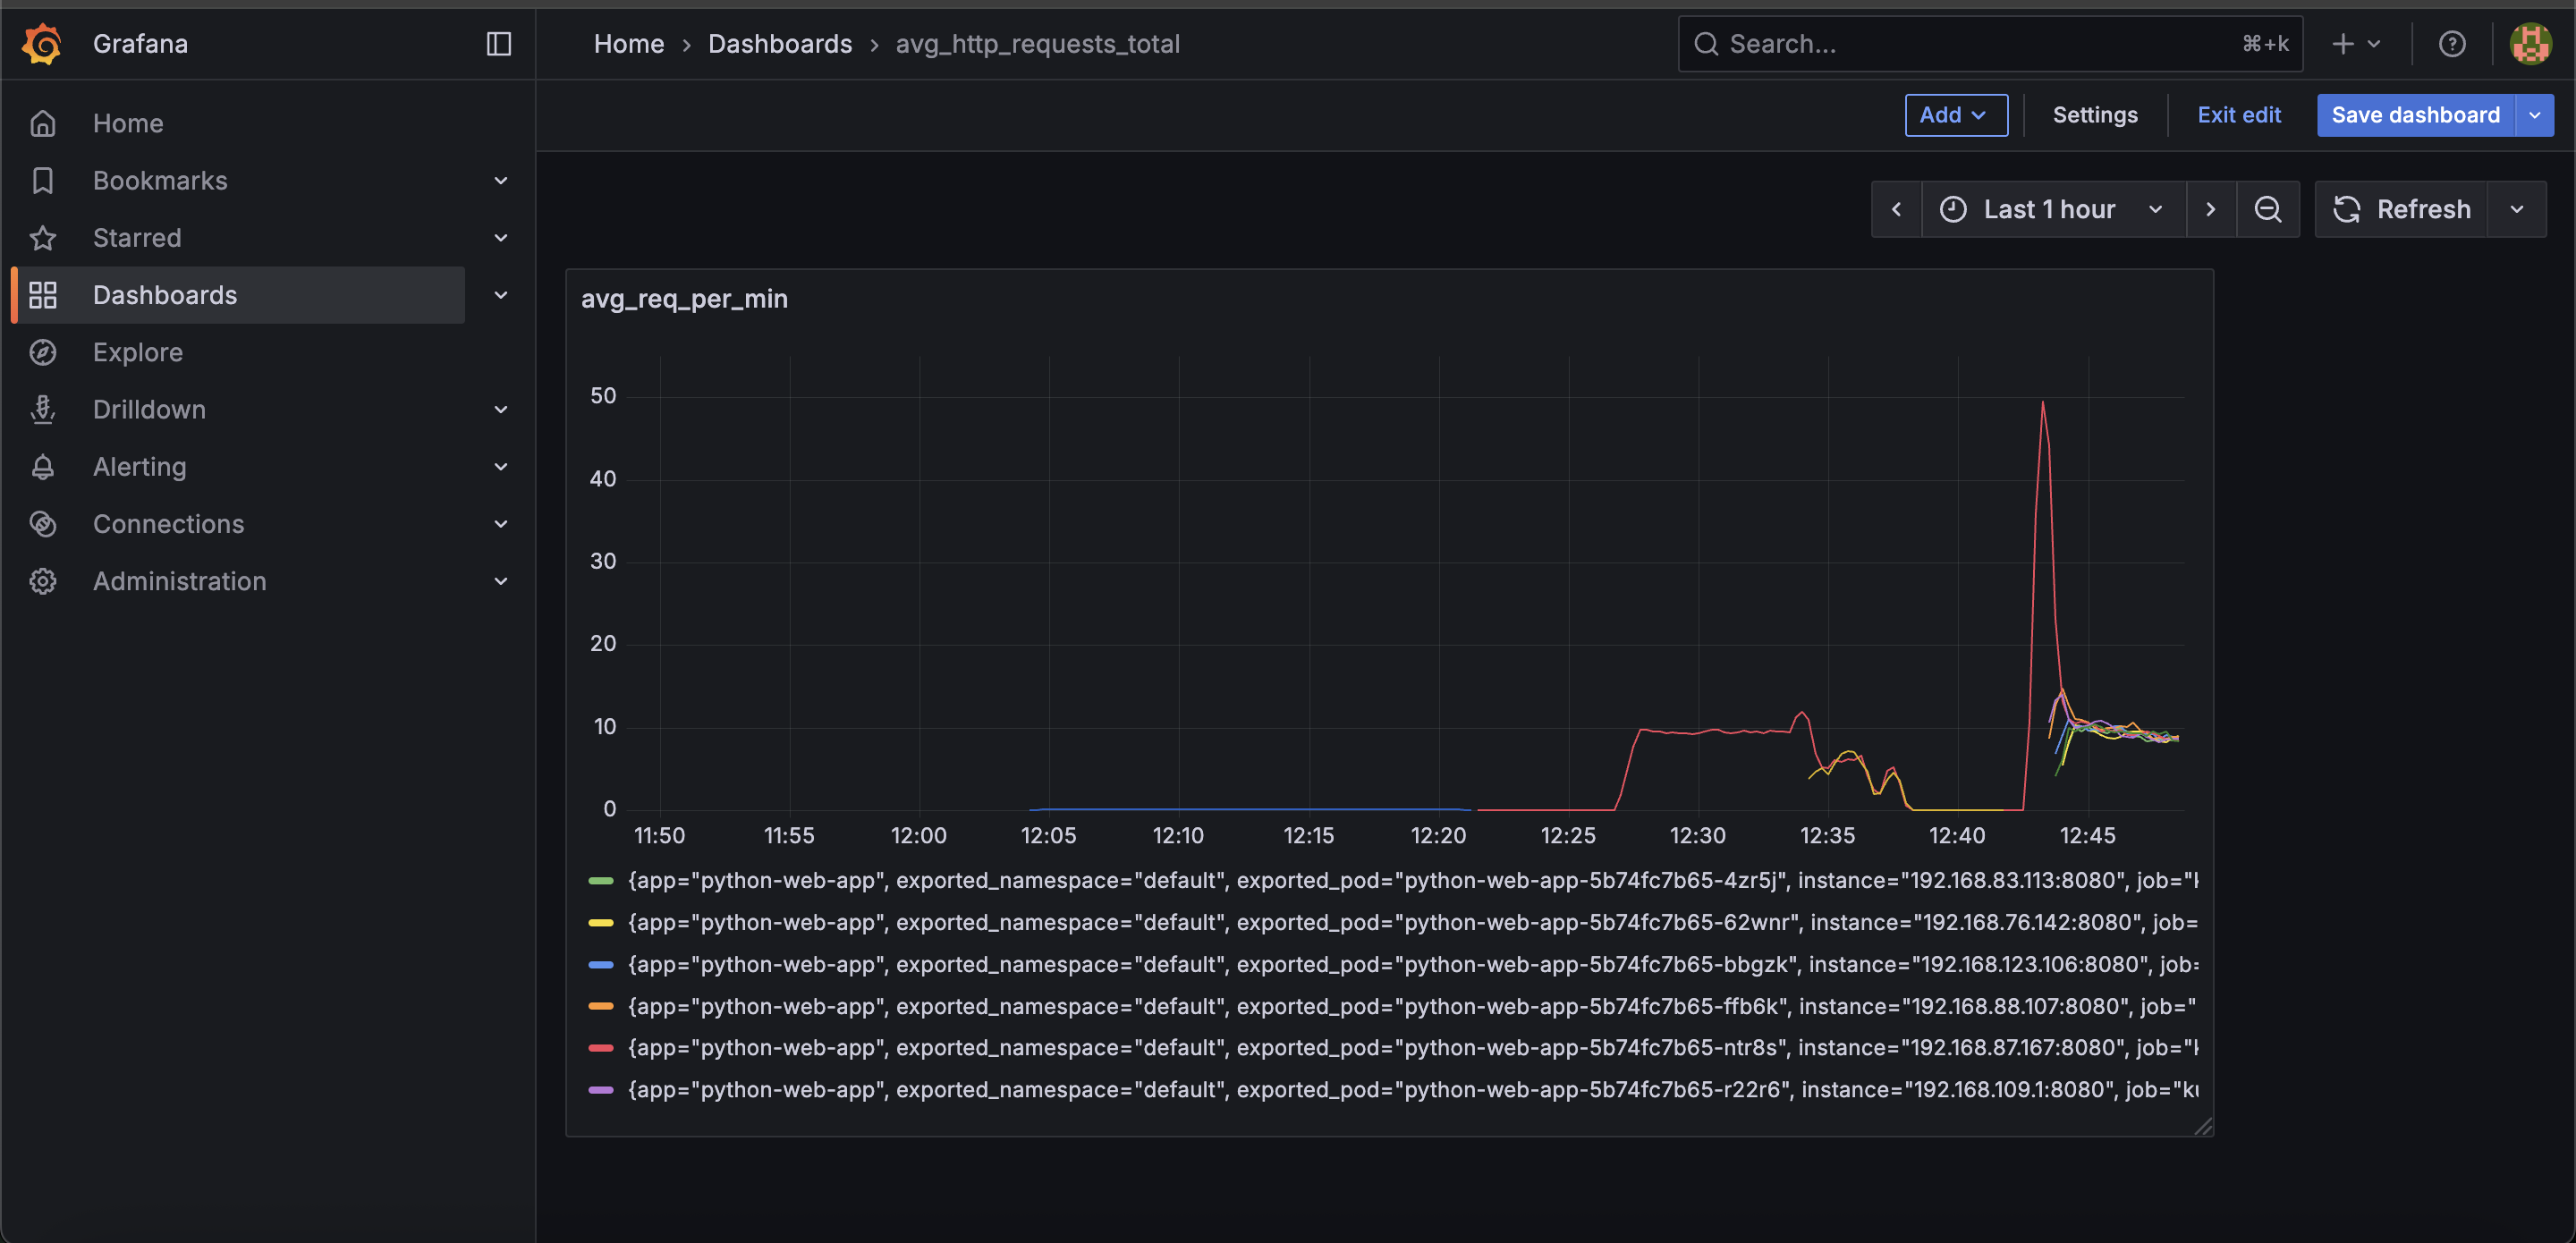 Grafana
Home › Dashboards › avg_http_requests_total
Search...
⌘+k
Add
Settings
Exit edit
Save dashboard
Home
Bookmarks
Starred
Dashboards
Explore
Drilldown
Alerting
Connections
Administration
Last 1 hour
Refresh
avg_req_per_min
50
40
30
20
10
0
11:50 11:55 12:00 12:05 12:10 12:15 12:20 12:25 12:30 12:35 12:40 12:45
{app="python-web-app", exported_namespace="default", exported_pod="python-web-app-5b74fc7b65-4zr5j", instance="192.168.83.113:8080", job="
{app="python-web-app", exported_namespace="default", exported_pod="python-web-app-5b74fc7b65-62wnr", instance="192.168.76.142:8080", job=
{app="python-web-app", exported_namespace="default", exported_pod="python-web-app-5b74fc7b65-bbgzk", instance="192.168.123.106:8080", job=
{app="python-web-app", exported_namespace="default", exported_pod="python-web-app-5b74fc7b65-ffb6k", instance="192.168.88.107:8080", job="
{app="python-web-app", exported_namespace="default", exported_pod="python-web-app-5b74fc7b65-ntr8s", instance="192.168.87.167:8080", job="
{app="python-web-app", exported_namespace="default", exported_pod="python-web-app-5b74fc7b65-r22r6", instance="192.168.109.1:8080", job="k